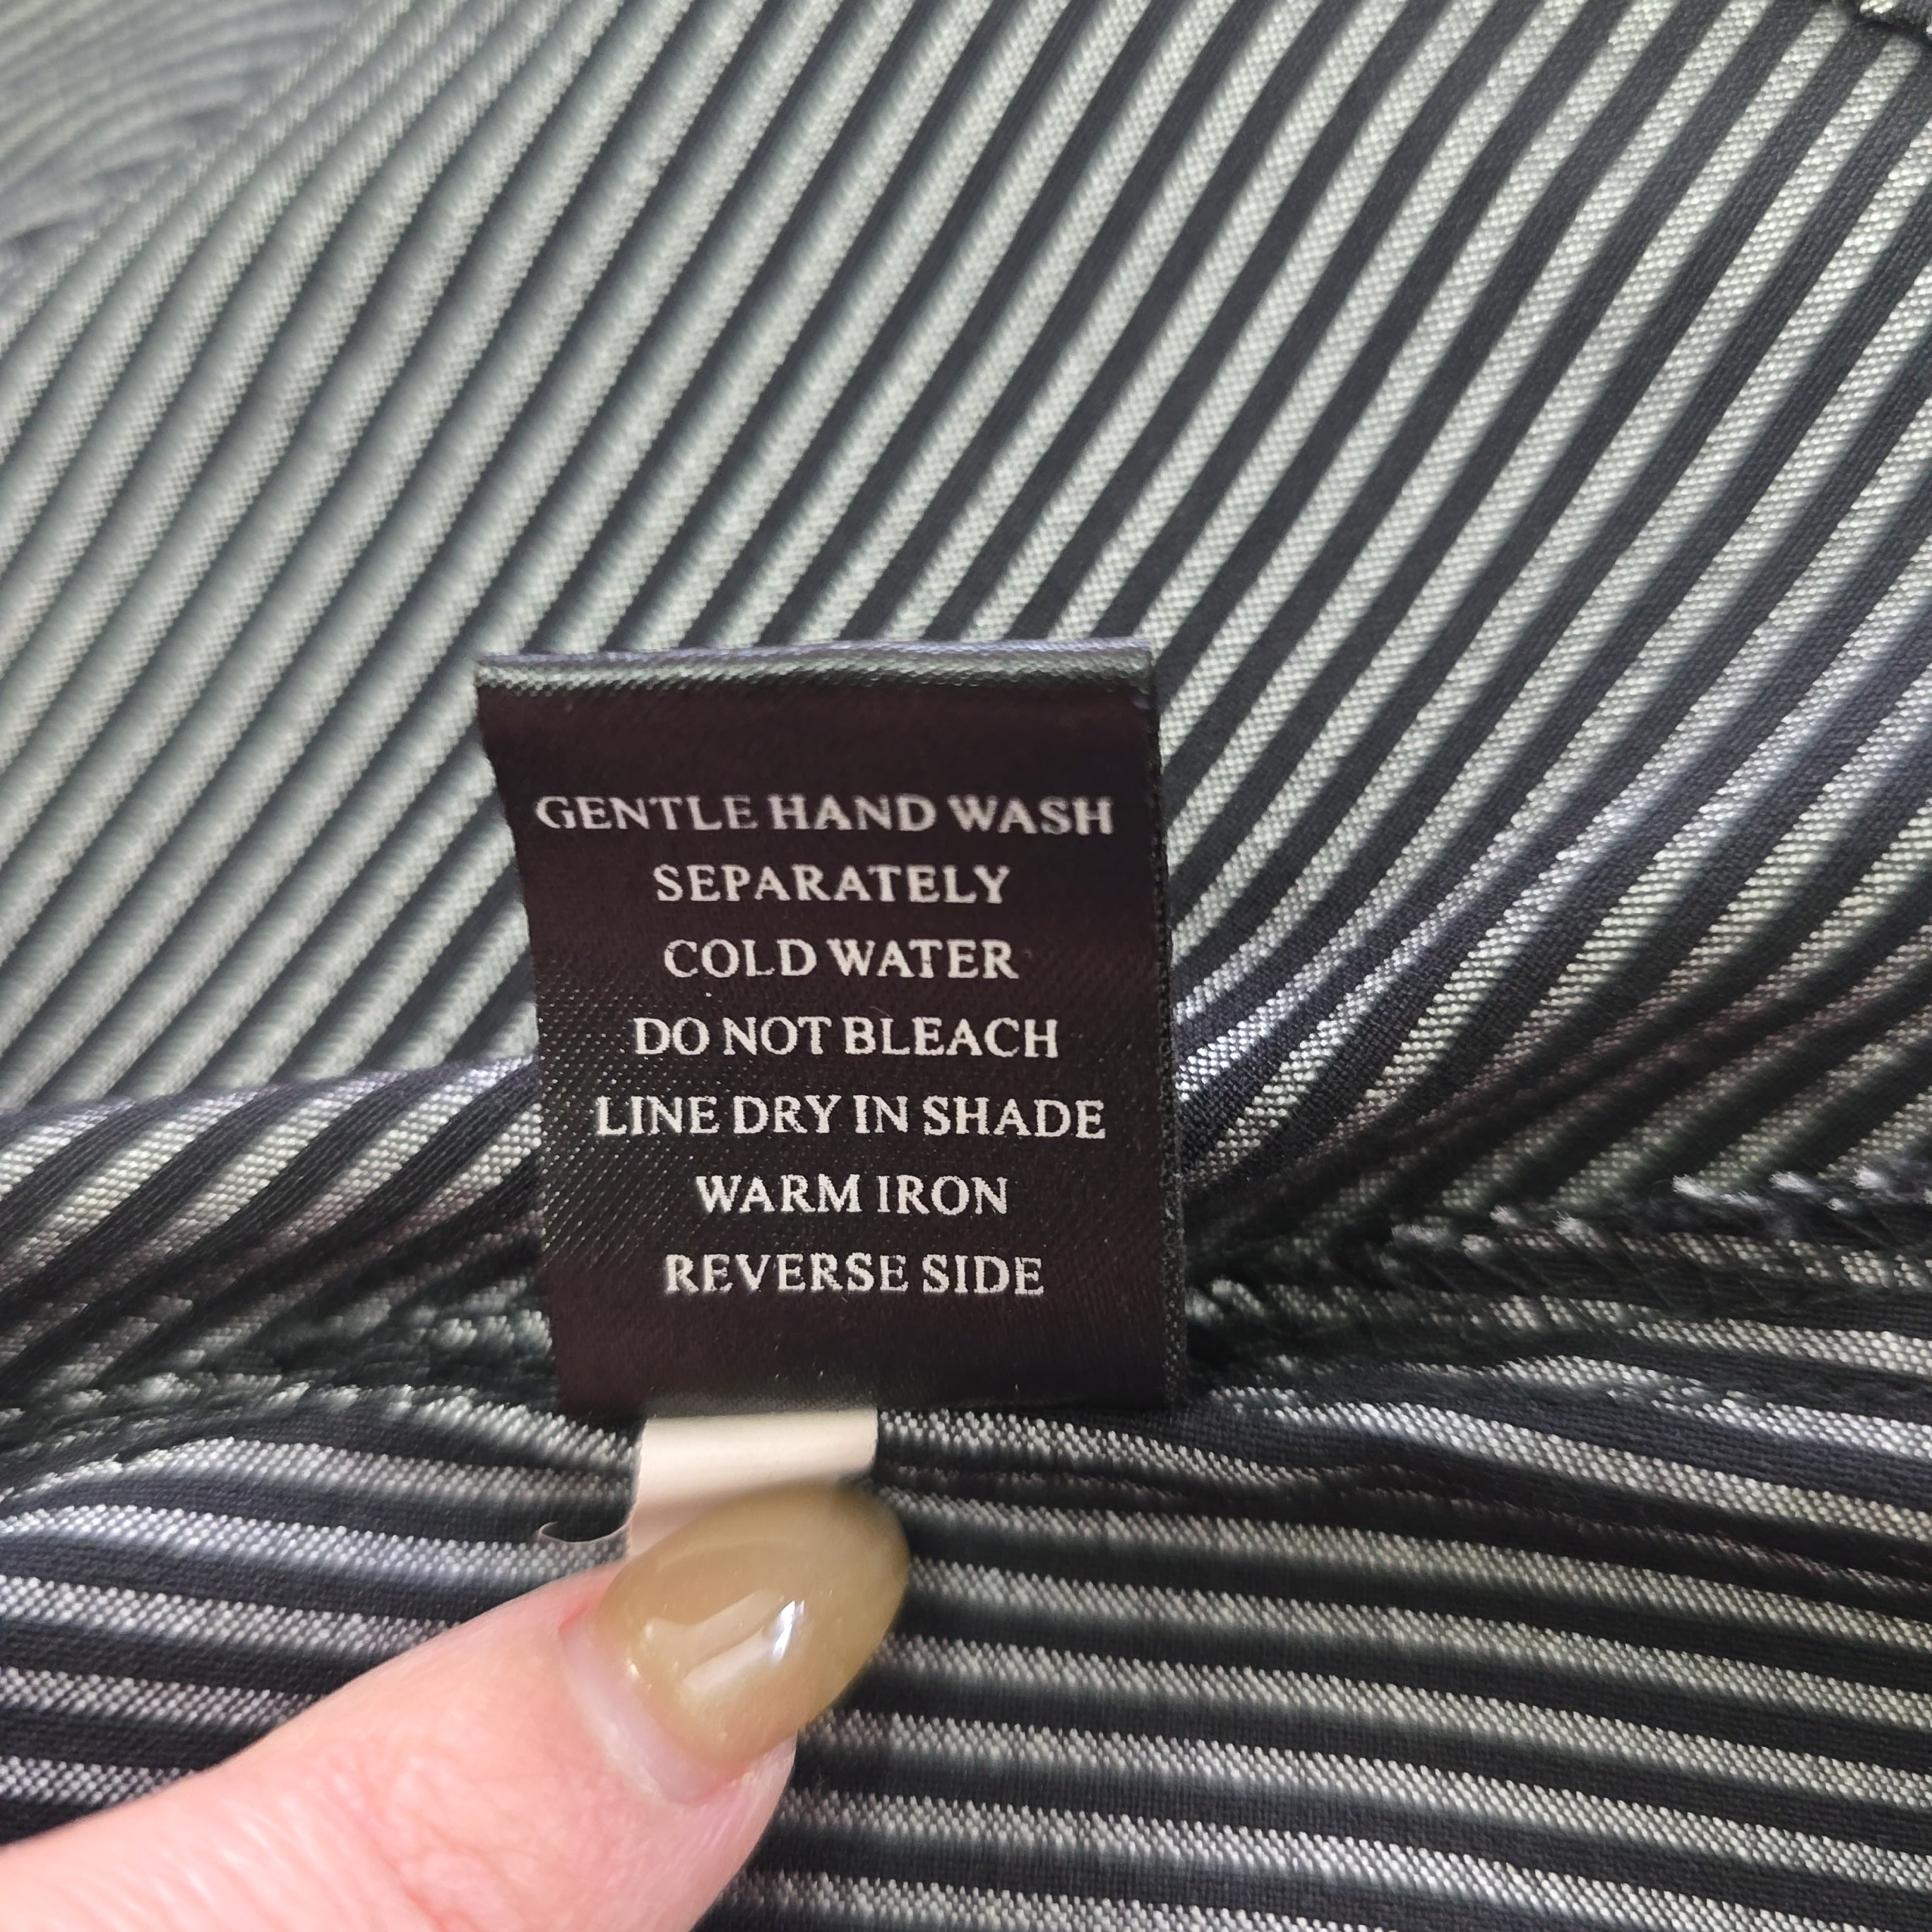 GENTLE HAND WASH
SEPARATELY
COLD WATER
DO NOT BLEACH
LINE DRY IN SHADE
WARM IRON
REVERSE SIDE